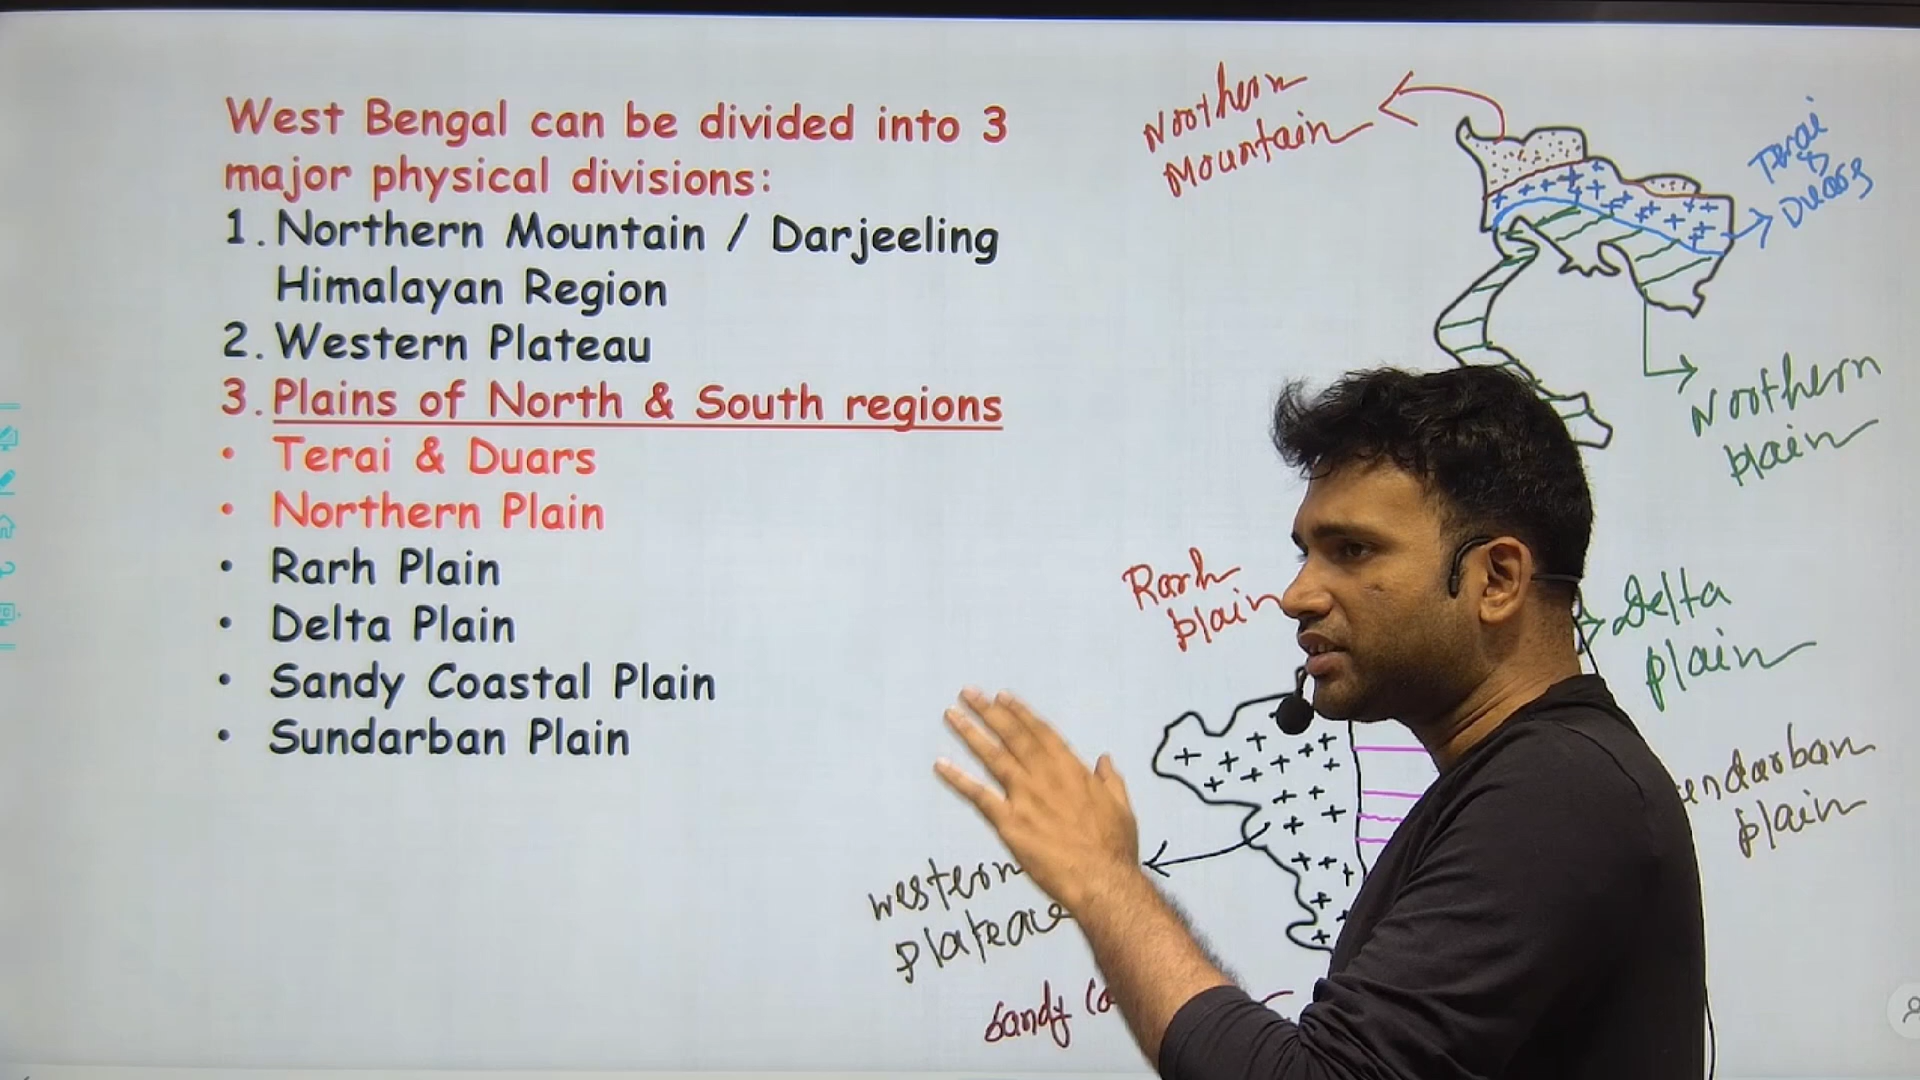 West Bengal can be divided into 3
major physical divisions:
1. Northern Mountain / Darjeeling
Himalayan Region
2. Western Plateau
3. Plains of North & South regions
• Terai & Duars
• Northern Plain
• Rarh Plain
• Delta Plain
• Sandy Coastal Plain
• Sundarban Plain
Northern
Mountain
Terai
&
Duars
Northern
plain
Rarh
plain
Delta
plain
plain
western
Sandy